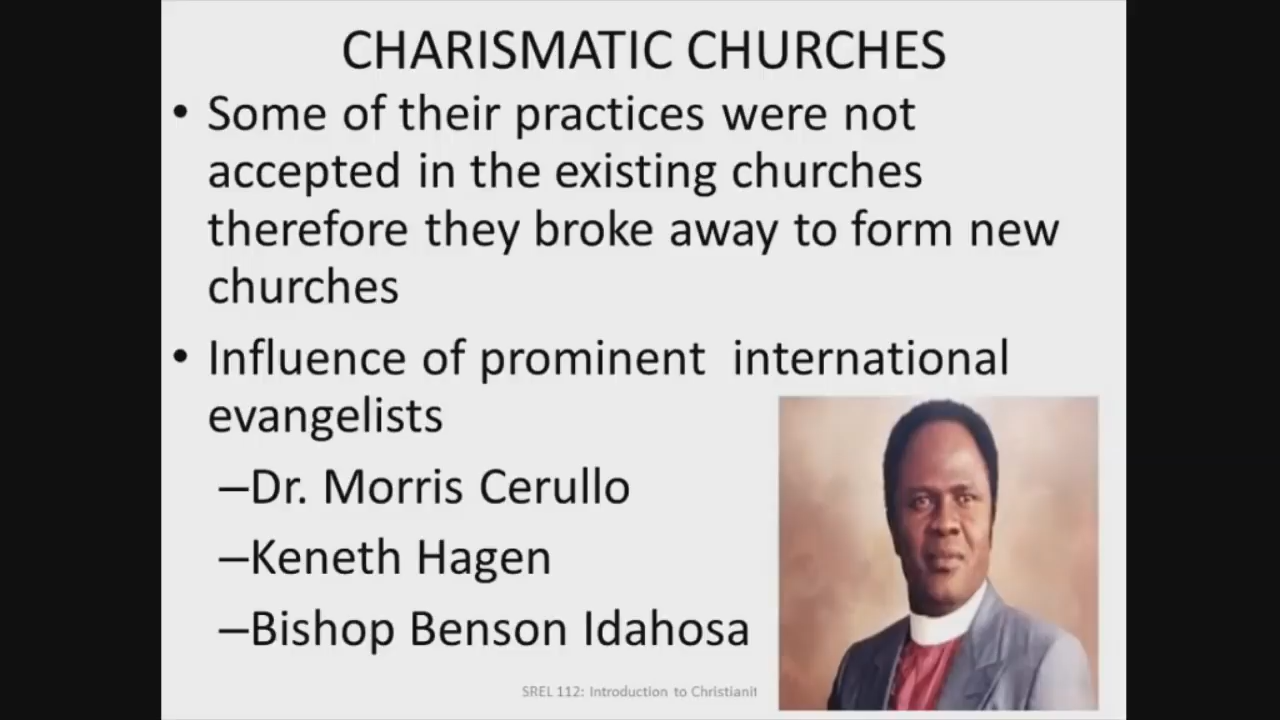 CHARISMATIC CHURCHES
• Some of their practices were not
accepted in the existing churches
therefore they broke away to form new
churches
• Influence of prominent international
evangelists
–Dr. Morris Cerullo
–Keneth Hagen
–Bishop Benson Idahosa
SREL 112: Introduction to Christianit